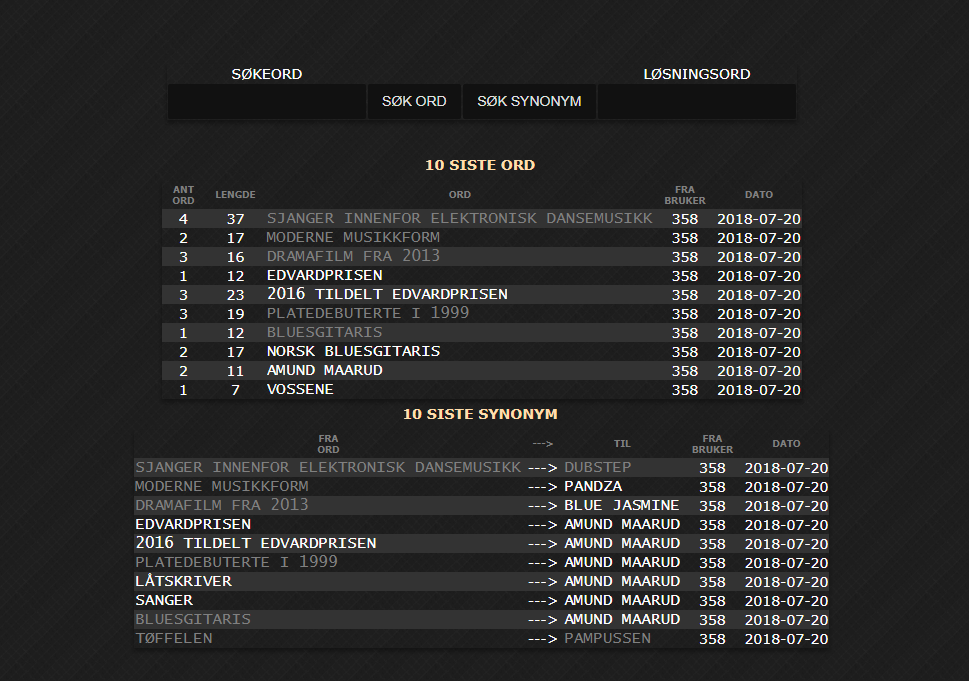 SØKEORD LØSNINGSORD
SØK ORD SØK SYNONYM
10 SISTE ORD
ANT ORD LENGDE ORD FRA BRUKER DATO
4 37 SJANGER INNENFOR ELEKTRONISK DANSEMUSIKK 358 2018-07-20
2 17 MODERNE MUSIKKFORM 358 2018-07-20
3 16 DRAMAFILM FRA 2013 358 2018-07-20
1 12 EDVARDPRISEN 358 2018-07-20
3 23 2016 TILDELT EDVARDPRISEN 358 2018-07-20
3 19 PLATEDEBUTERTE I 1999 358 2018-07-20
1 12 BLUESGITARIS 358 2018-07-20
2 17 NORSK BLUESGITARIS 358 2018-07-20
2 11 AMUND MAARUD 358 2018-07-20
1 7 VOSSENE 358 2018-07-20
10 SISTE SYNONYM
FRA ORD ---> TIL FRA BRUKER DATO
SJANGER INNENFOR ELEKTRONISK DANSEMUSIKK ---> DUBSTEP 358 2018-07-20
MODERNE MUSIKKFORM ---> PANDZA 358 2018-07-20
DRAMAFILM FRA 2013 ---> BLUE JASMINE 358 2018-07-20
EDVARDPRISEN ---> AMUND MAARUD 358 2018-07-20
2016 TILDELT EDVARDPRISEN ---> AMUND MAARUD 358 2018-07-20
PLATEDEBUTERTE I 1999 ---> AMUND MAARUD 358 2018-07-20
LÅTSKRIVER ---> AMUND MAARUD 358 2018-07-20
SANGER ---> AMUND MAARUD 358 2018-07-20
BLUESGITARIS ---> AMUND MAARUD 358 2018-07-20
TØFFELEN ---> PAMPUSSEN 358 2018-07-20